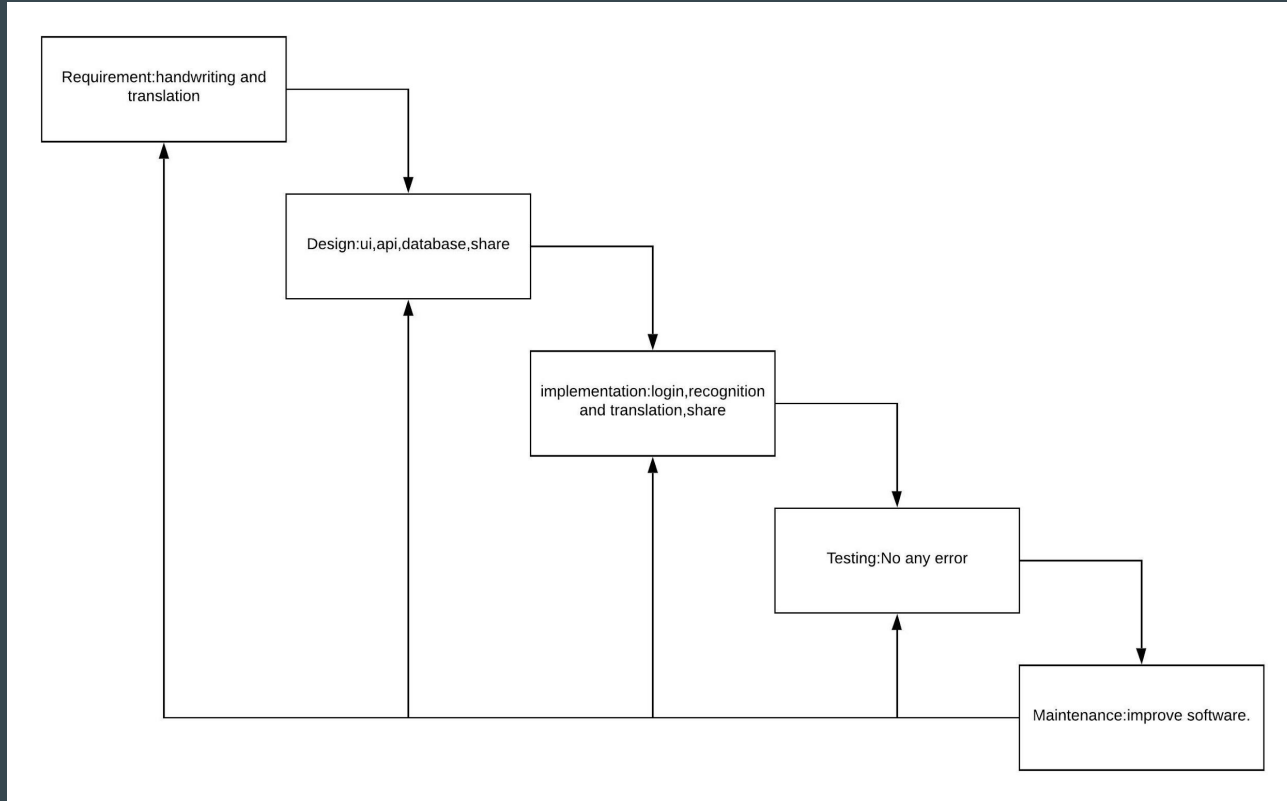 Requirement:handwriting and
translation
Design:ui,api,database,share
implementation:login,recognition
and translation,share
Testing:No any error
Maintenance:improve software.